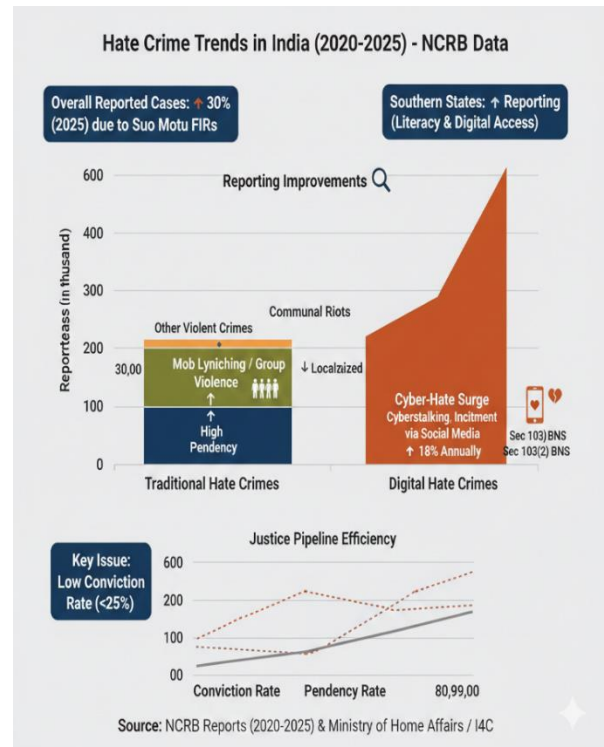 Hate Crime Trends in India (2020-2025) - NCRB Data
Overall Reported Cases: ↑ 30%
(2025) due to Suo Motu FIRs
Southern States: ↑ Reporting
(Literacy & Digital Access)
Reporting Improvements
Reporteass (in thusand)
600
400
300
200
100
0
30,00
Communal Riots
Other Violent Crimes
Mob Lyniching / Group
Violence
↑
↑
High
Pendency
↓ Localzaized
Cyber-Hate Surge
Cyberstalking, Incitment
via Social Media
↑ 18% Annually
Sec 103) BNS
Sec 103(2) BNS
Traditional Hate Crimes
Digital Hate Crimes
Justice Pipeline Efficiency
Key Issue:
Low Conviction
Rate (<25%)
600
200
100
00
Conviction Rate
Pendency Rate
80,99,00
Source: NCRB Reports (2020-2025) & Ministry of Home Affairs / I4C